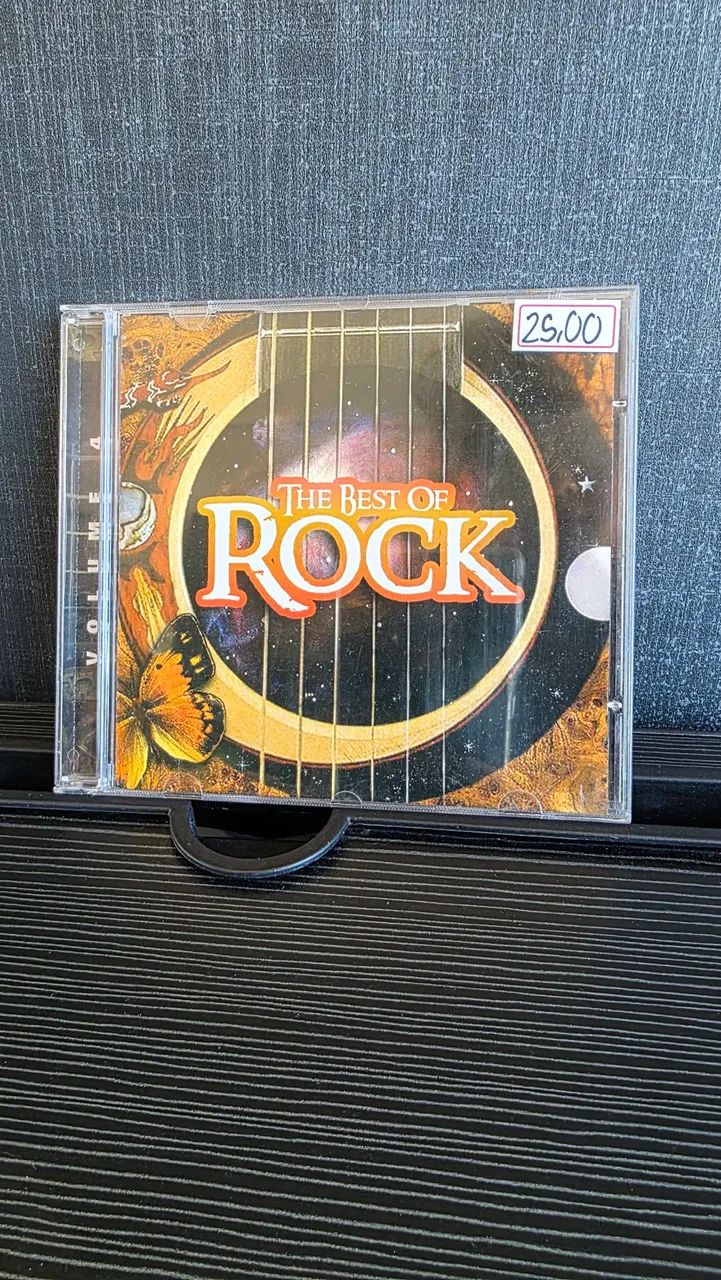 25,00
THE BEST OF
ROCK
VOLUME 4